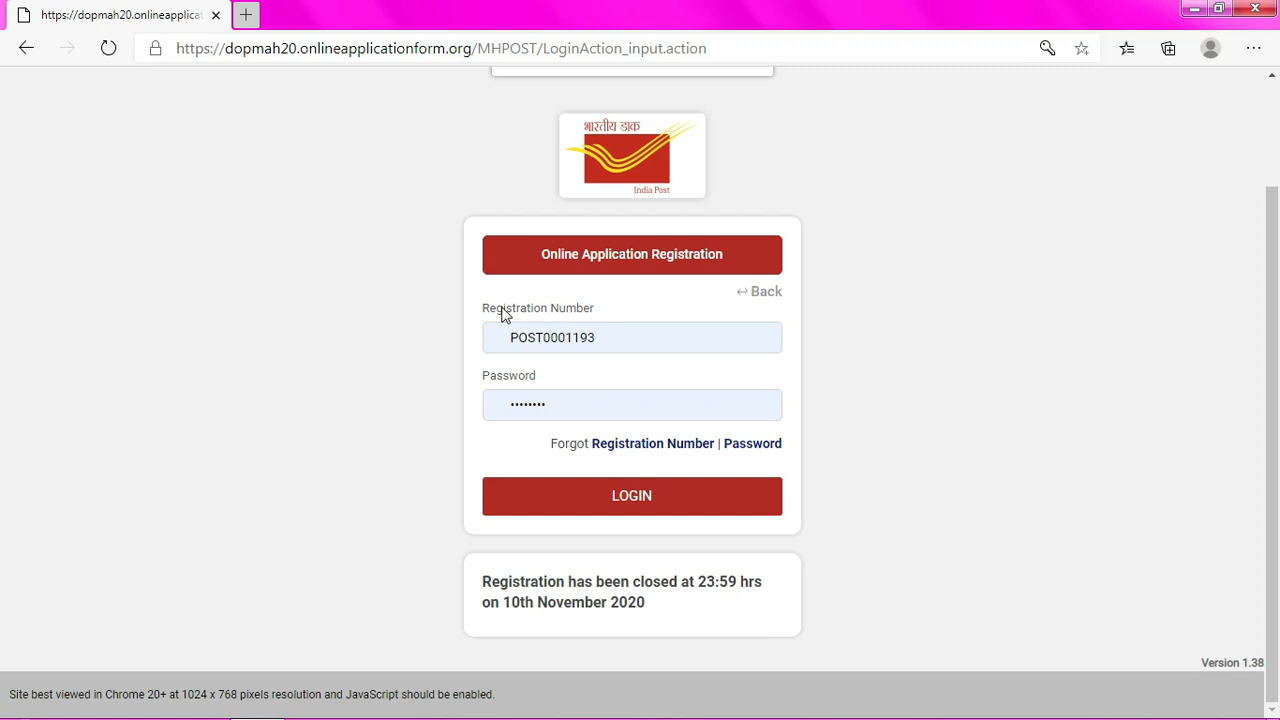 https://dopmah20.onlineapplicat
https://dopmah20.onlineapplicationform.org/MHPOST/LoginAction_input.action
भारतीय डाक
India Post
Online Application Registration
↩ Back
Registration Number
POST0001193
Password
••••••••
Forgot Registration Number | Password
LOGIN
Registration has been closed at 23:59 hrs
on 10th November 2020
Version 1.38
Site best viewed in Chrome 20+ at 1024 x 768 pixels resolution and JavaScript should be enabled.